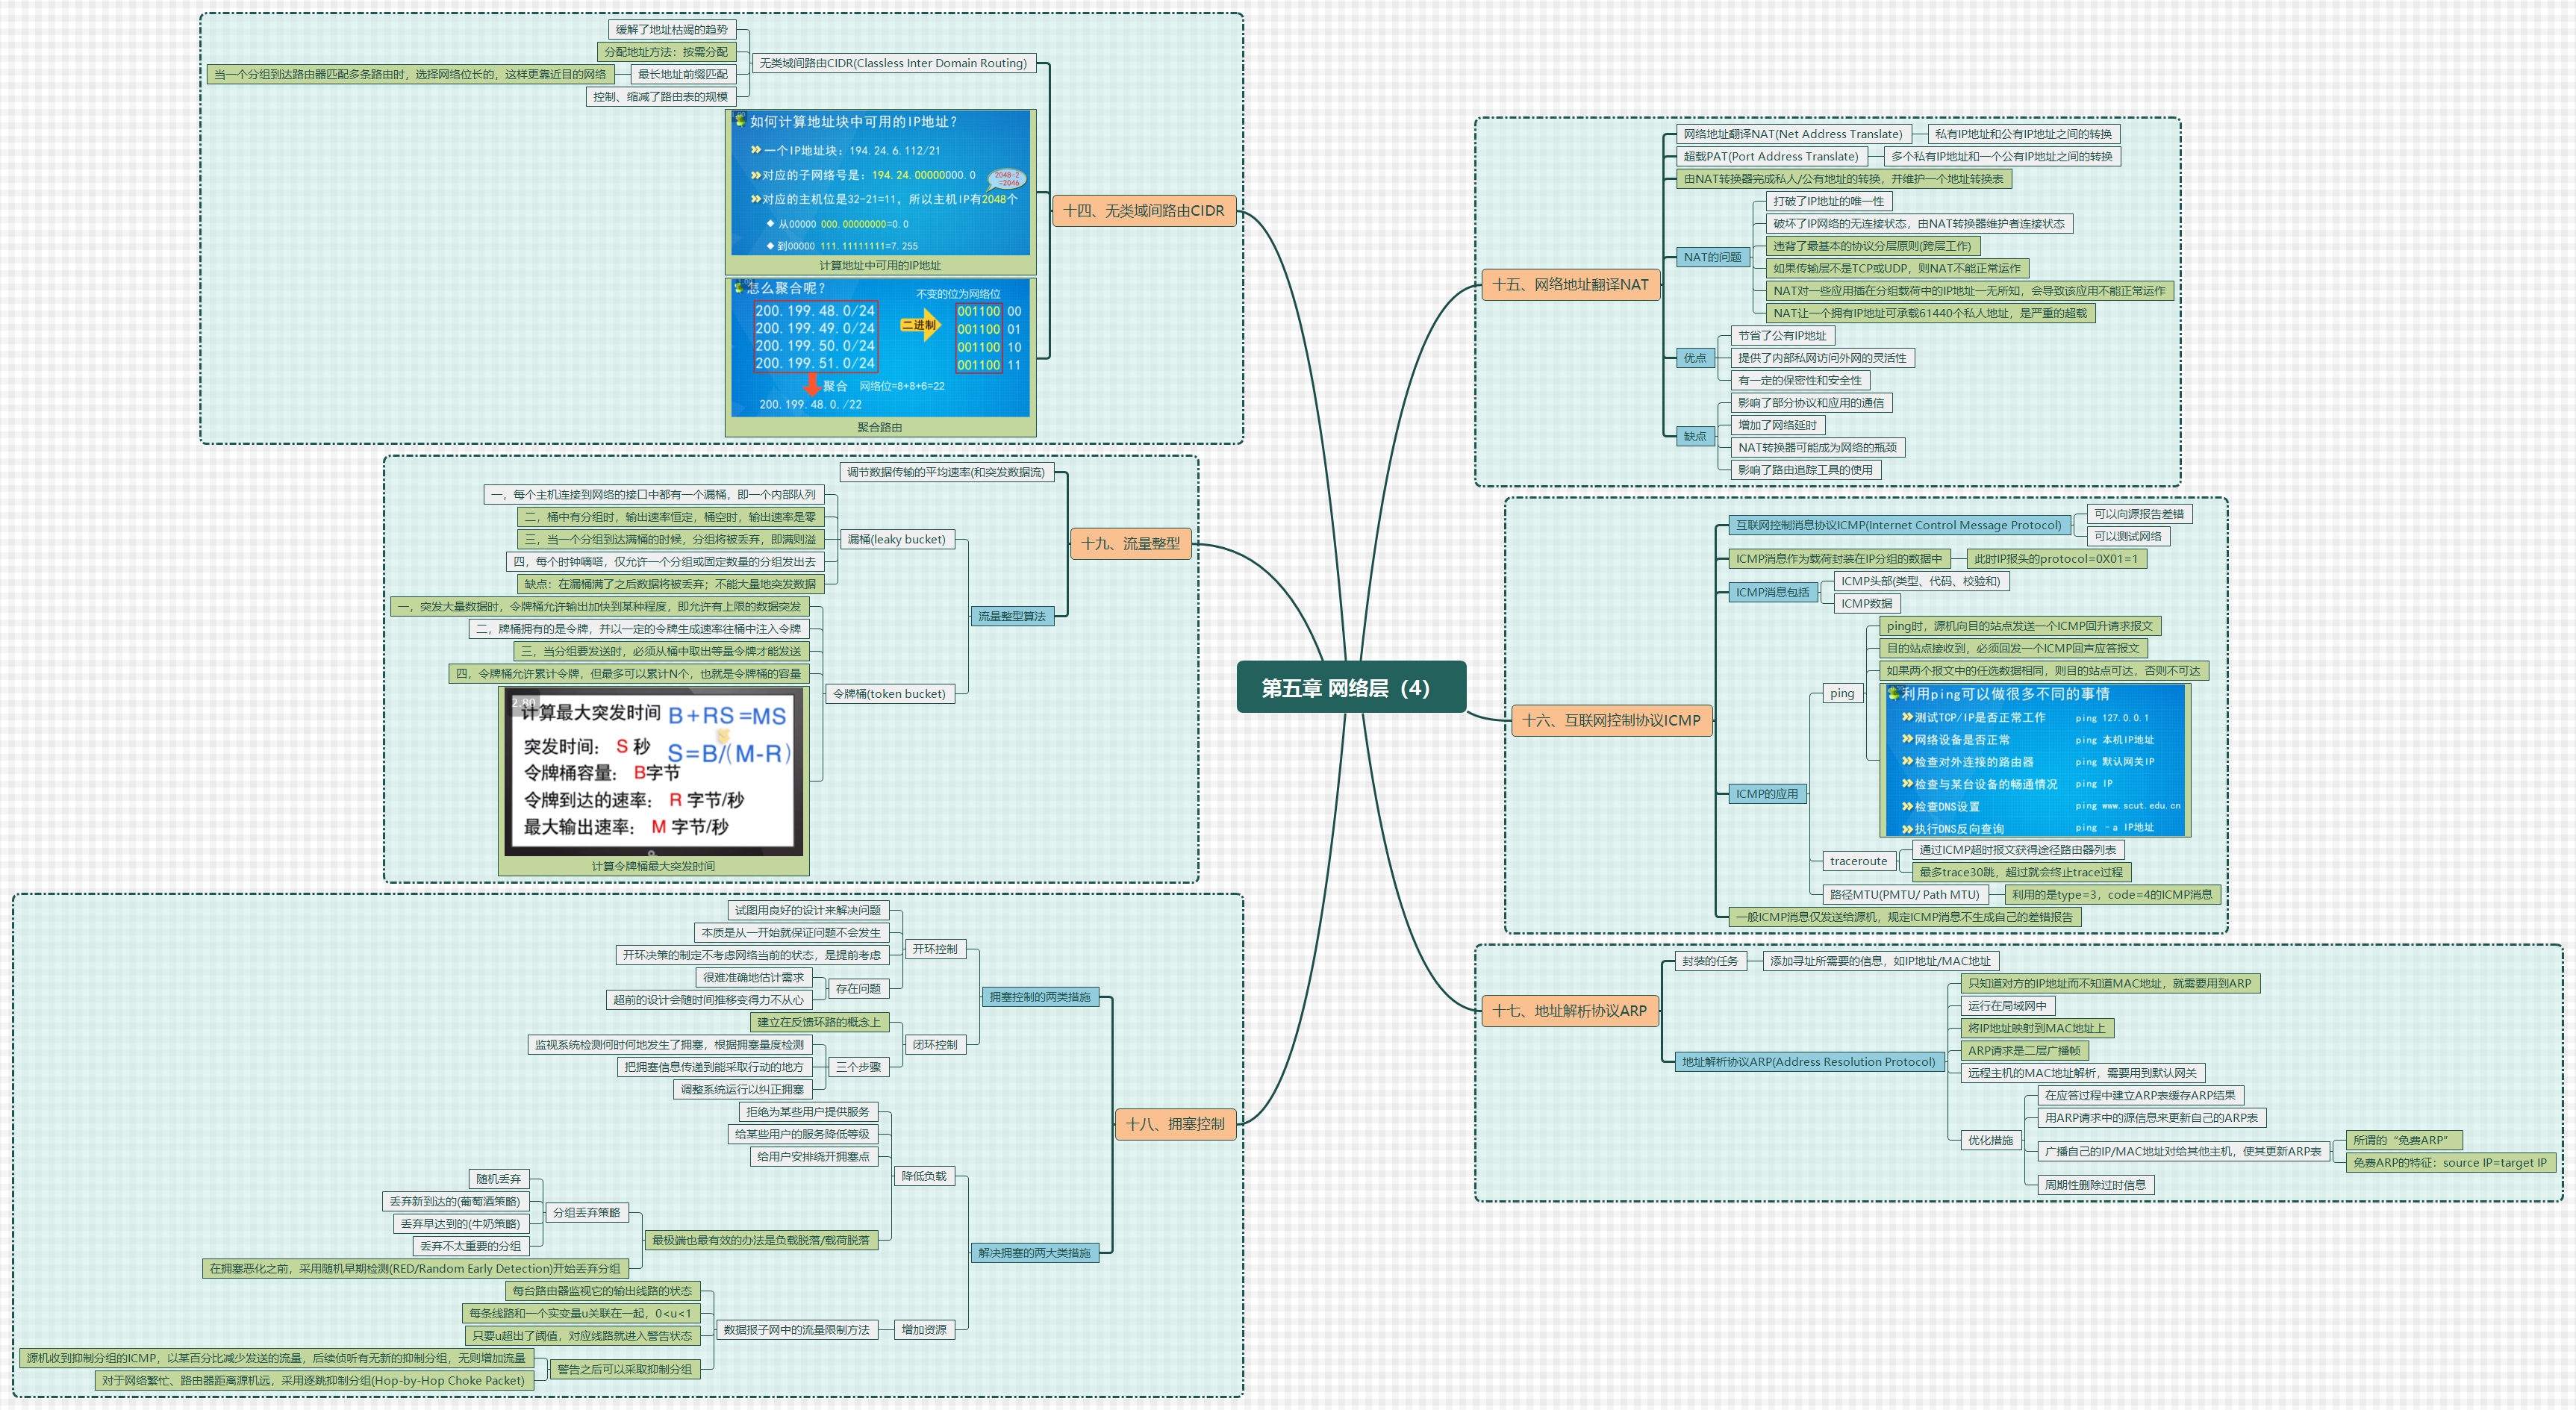 第五章 网络层（4）
十四、无类域间路由CIDR
无类域间路由CIDR(Classless Inter Domain Routing)
缓解了地址枯竭的趋势
分配地址方法：按需分配
最长地址前缀匹配
当一个分组到达路由器匹配多条路由时，选择网络位长的，这样更靠近目的网络
控制、缩减了路由表的规模
如何计算地址块中可用的IP地址？
一个IP地址块：194.24.6.112/21
对应的子网络号是：194.24.00000000.0
2048-2
=2046
对应的主机位是32-21=11，所以主机IP有2048个
从00000 000.00000000=0.0
到00000 111.11111111=7.255
计算地址中可用的IP地址
怎么聚合呢？
不变的位为网络位
200.199.48.0/24
200.199.49.0/24
200.199.50.0/24
200.199.51.0/24
二进制
001100 00
001100 01
001100 10
001100 11
聚合 网络位=8+8+6=22
200.199.48.0./22
聚合路由
十五、网络地址翻译NAT
网络地址翻译NAT(Net Address Translate)
私有IP地址和公有IP地址之间的转换
超载PAT(Port Address Translate)
多个私有IP地址和一个公有IP地址之间的转换
由NAT转换器完成私人/公有地址的转换，并维护一个地址转换表
NAT的问题
打破了IP地址的唯一性
破坏了IP网络的无连接状态，由NAT转换器维护者连接状态
违背了最基本的协议分层原则(跨层工作)
如果传输层不是TCP或UDP，则NAT不能正常运作
NAT对一些应用插在分组载荷中的IP地址一无所知，会导致该应用不能正常运作
NAT让一个拥有IP地址可承载61440个私人地址，是严重的超载
优点
节省了公有IP地址
提供了内部私网访问外网的灵活性
有一定的保密性和安全性
缺点
影响了部分协议和应用的通信
增加了网络延时
NAT转换器可能成为网络的瓶颈
影响了路由追踪工具的使用
十六、互联网控制协议ICMP
互联网控制消息协议ICMP(Internet Control Message Protocol)
可以向源报告差错
可以测试网络
ICMP消息作为载荷封装在IP分组的数据中
此时IP报头的protocol=0X01=1
ICMP消息包括
ICMP头部(类型、代码、校验和)
ICMP数据
ICMP的应用
ping
ping时，源机向目的站点发送一个ICMP回升请求报文
目的站点接收到，必须回发一个ICMP回声应答报文
如果两个报文中的任选数据相同，则目的站点可达，否则不可达
利用ping可以做很多不同的事情
测试TCP/IP是否正常工作 ping 127.0.0.1
网络设备是否正常 ping 本机IP地址
检查对外连接的路由器 ping 默认网关IP
检查与某台设备的畅通情况 ping IP
检查DNS设置 ping www.scut.edu.cn
执行DNS反向查询 ping -a IP地址
traceroute
通过ICMP超时报文获得途径路由器列表
最多trace30跳，超过就会终止trace过程
路径MTU(PMTU/ Path MTU)
利用的是type=3，code=4的ICMP消息
一般ICMP消息仅发送给源机，规定ICMP消息不生成自己的差错报告
十七、地址解析协议ARP
封装的任务
添加寻址所需要的信息，如IP地址/MAC地址
地址解析协议ARP(Address Resolution Protocol)
只知道对方的IP地址而不知道MAC地址，就需要用到ARP
运行在局域网中
将IP地址映射到MAC地址上
ARP请求是二层广播帧
远程主机的MAC地址解析，需要用到默认网关
优化措施
在应答过程中建立ARP表缓存ARP结果
用ARP请求中的源信息来更新自己的ARP表
广播自己的IP/MAC地址对给其他主机，使其更新ARP表
所谓的“免费ARP”
免费ARP的特征：source IP=target IP
周期性删除过时信息
十八、拥塞控制
拥塞控制的两类措施
开环控制
试图用良好的设计来解决问题
本质是从一开始就保证问题不会发生
开环决策的制定不考虑网络当前的状态，是提前考虑
存在问题
很难准确地估计需求
超前的设计会随时间推移变得力不从心
闭环控制
建立在反馈环路的概念上
三个步骤
监视系统检测何时何地发生了拥塞，根据拥塞量度检测
把拥塞信息传递到能采取行动的地方
调整系统运行以纠正拥塞
解决拥塞的两大类措施
降低负载
拒绝为某些用户提供服务
给某些用户的服务降低等级
给用户安排绕开拥塞点
最极端也最有效的办法是负载脱落/载荷脱落
分组丢弃策略
随机丢弃
丢弃新到达的(葡萄酒策略)
丢弃早达到的(牛奶策略)
丢弃不太重要的分组
在拥塞恶化之前，采用随机早期检测(RED/Random Early Detection)开始丢弃分组
增加资源
数据报子网中的流量限制方法
每台路由器监视它的输出线路的状态
每条线路和一个实变量u关联在一起，0<u<1
只要u超出了阈值，对应线路就进入警告状态
警告之后可以采取抑制分组
源机收到抑制分组的ICMP，以某百分比减少发送的流量，后续侦听有无新的抑制分组，无则增加流量
对于网络繁忙、路由器距离源机远，采用逐跳抑制分组(Hop-by-Hop Choke Packet)
十九、流量整型
调节数据传输的平均速率(和突发数据流)
流量整型算法
漏桶(leaky bucket)
一，每个主机连接到网络的接口中都有一个漏桶，即一个内部队列
二，桶中有分组时，输出速率恒定，桶空时，输出速率是零
三，当一个分组到达满桶的时候，分组将被丢弃，即满则溢
四，每个时钟嘀嗒，仅允许一个分组或固定数量的分组发出去
缺点：在漏桶满了之后数据将被丢弃；不能大量地突发数据
令牌桶(token bucket)
一，突发大量数据时，令牌桶允许输出加快到某种程度，即允许有上限的数据突发
二，牌桶拥有的是令牌，并以一定的令牌生成速率往桶中注入令牌
三，当分组要发送时，必须从桶中取出等量令牌才能发送
四，令牌桶允许累计令牌，但最多可以累计N个，也就是令牌桶的容量
2.80
计算最大突发时间 B+RS=MS
突发时间： S 秒 S=B/(M-R)
令牌桶容量： B字节
令牌到达的速率： R 字节/秒
最大输出速率： M 字节/秒
计算令牌桶最大突发时间